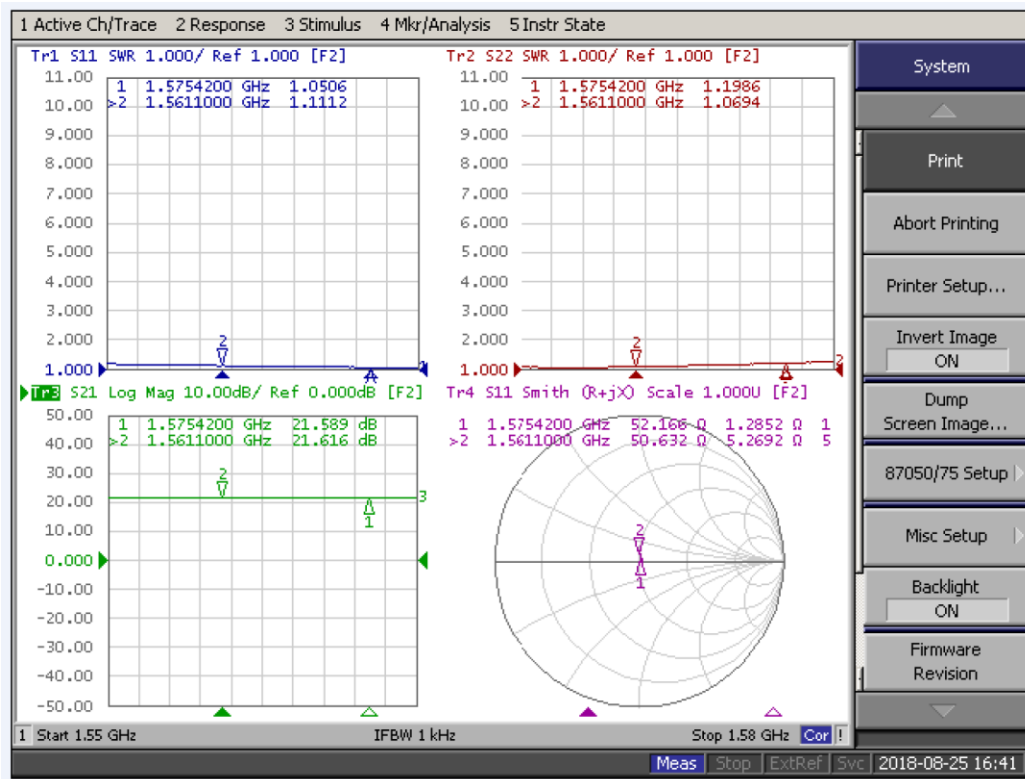 1 Active Ch/Trace 2 Response 3 Stimulus 4 Mkr/Analysis 5 Instr State
Tr1 S11 SWR 1.000/ Ref 1.000 [F2]
1 1.5754200 GHz 1.0506
>2 1.5611000 GHz 1.1112
11.00
10.00
9.000
8.000
7.000
6.000
5.000
4.000
3.000
2.000
1.000
2
1
Tr2 S22 SWR 1.000/ Ref 1.000 [F2]
1 1.5754200 GHz 1.1986
>2 1.5611000 GHz 1.0694
11.00
10.00
9.000
8.000
7.000
6.000
5.000
4.000
3.000
2.000
1.000
2
2
Tr3 S21 Log Mag 10.00dB/ Ref 0.000dB [F2]
1 1.5754200 GHz 21.589 dB
>2 1.5611000 GHz 21.616 dB
50.00
40.00
30.00
20.00
10.00
0.000
-10.00
-20.00
-30.00
-40.00
-50.00
2
1
3
Tr4 S11 Smith (R+jX) Scale 1.000U [F2]
1 1.5754200 GHz 52.166 Ω 1.2852 Ω 1
>2 1.5611000 GHz 50.632 Ω 5.2692 Ω 5
2
1
1 Start 1.55 GHz IFBW 1 kHz Stop 1.58 GHz Cor !
System
Print
Abort Printing
Printer Setup...
Invert Image
ON
Dump
Screen Image...
87050/75 Setup
Misc Setup
Backlight
ON
Firmware
Revision
Meas Stop ExtRef Svc 2018-08-25 16:41